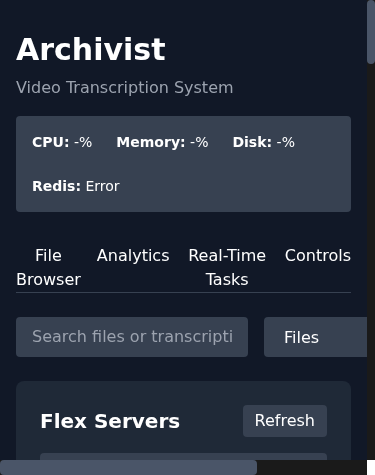 Archivist
Video Transcription System
CPU: -% Memory: -% Disk: -%
Redis: Error
File Browser Analytics Real-Time Tasks Controls
Search files or transcripti Files
Flex Servers Refresh